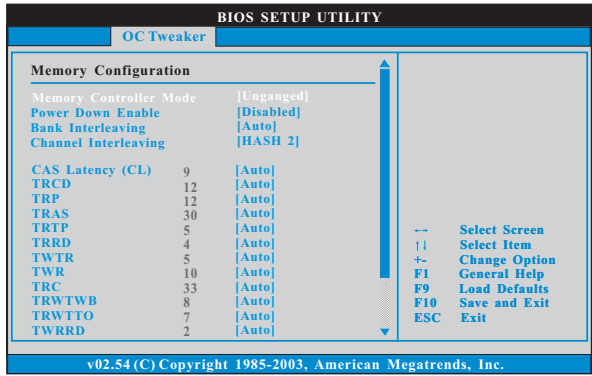 BIOS SETUP UTILITY
OC Tweaker
Memory Configuration
Memory Controller Mode [Unganged]
Power Down Enable [Disabled]
Bank Interleaving [Auto]
Channel Interleaving [HASH 2]
CAS Latency (CL) 9 [Auto]
TRCD 12 [Auto]
TRP 12 [Auto]
TRAS 30 [Auto]
TRTP 5 [Auto]
TRRD 4 [Auto]
TWTR 5 [Auto]
TWR 10 [Auto]
TRC 33 [Auto]
TRWTWB 8 [Auto]
TRWTTO 7 [Auto]
TWRRD 2 [Auto]
←→ Select Screen
↑↓ Select Item
+- Change Option
F1 General Help
F9 Load Defaults
F10 Save and Exit
ESC Exit
v02.54 (C) Copyright 1985-2003, American Megatrends, Inc.